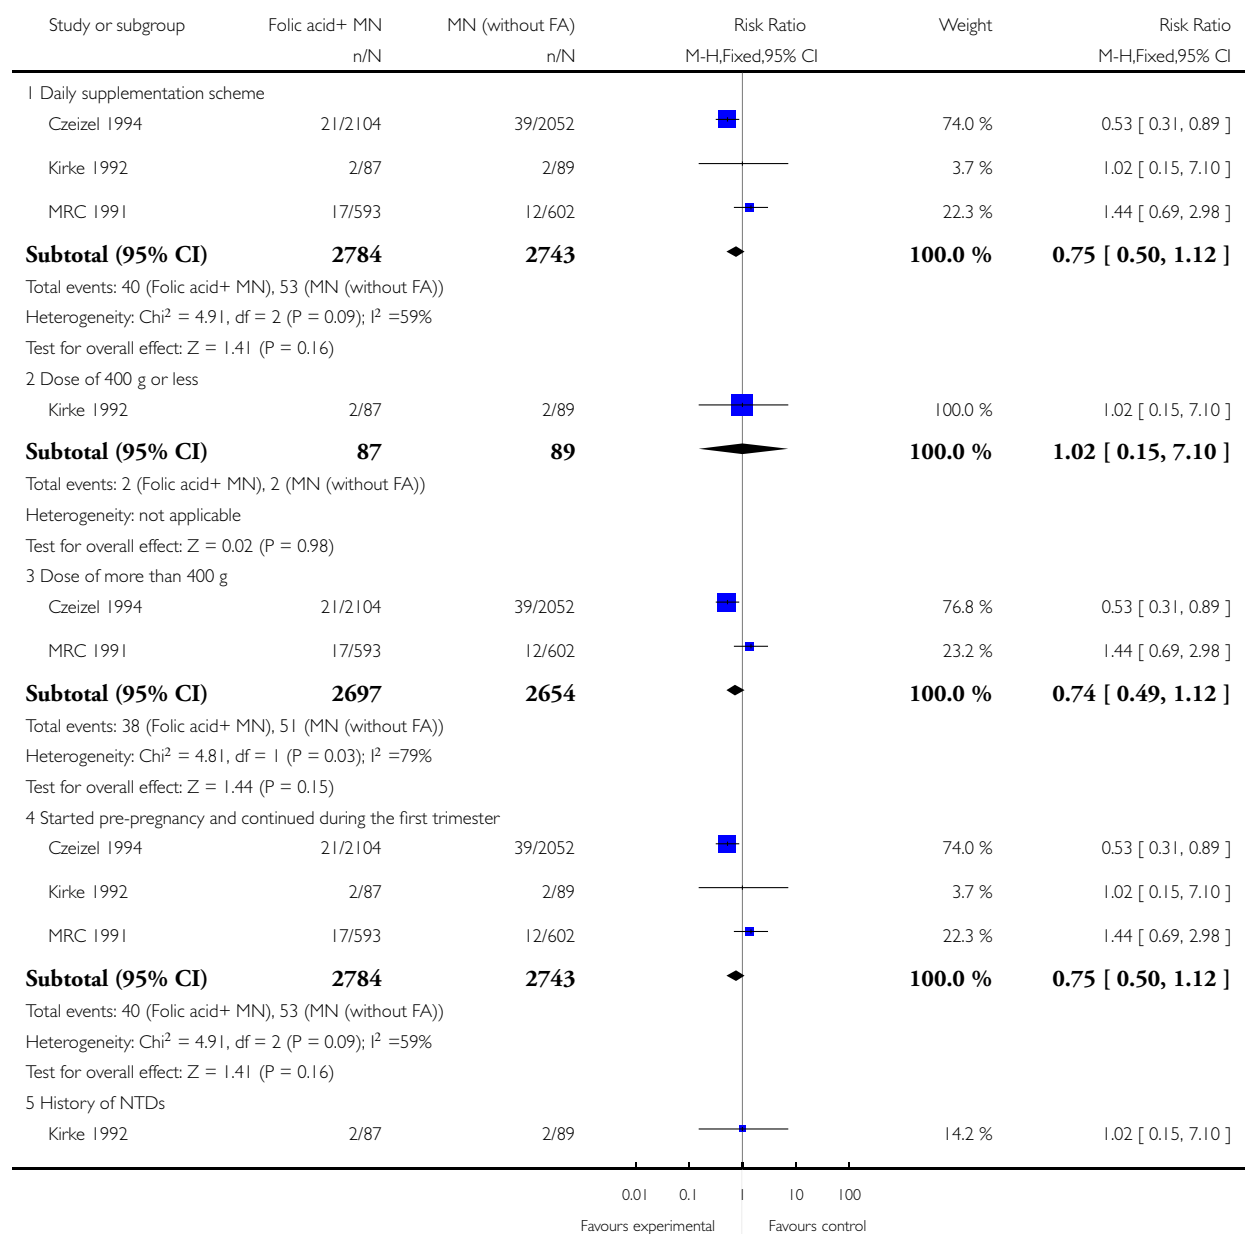 Study or subgroup Folic acid+ MN MN (without FA) Risk Ratio Weight Risk Ratio
n/N n/N M-H,Fixed,95% CI M-H,Fixed,95% CI
1 Daily supplementation scheme
Czeizel 1994 21/2104 39/2052 74.0 % 0.53 [ 0.31, 0.89 ]
Kirke 1992 2/87 2/89 3.7 % 1.02 [ 0.15, 7.10 ]
MRC 1991 17/593 12/602 22.3 % 1.44 [ 0.69, 2.98 ]
Subtotal (95% CI) 2784 2743 100.0 % 0.75 [ 0.50, 1.12 ]
Total events: 40 (Folic acid+ MN), 53 (MN (without FA))
Heterogeneity: Chi² = 4.91, df = 2 (P = 0.09); I² =59%
Test for overall effect: Z = 1.41 (P = 0.16)
2 Dose of 400 g or less
Kirke 1992 2/87 2/89 100.0 % 1.02 [ 0.15, 7.10 ]
Subtotal (95% CI) 87 89 100.0 % 1.02 [ 0.15, 7.10 ]
Total events: 2 (Folic acid+ MN), 2 (MN (without FA))
Heterogeneity: not applicable
Test for overall effect: Z = 0.02 (P = 0.98)
3 Dose of more than 400 g
Czeizel 1994 21/2104 39/2052 76.8 % 0.53 [ 0.31, 0.89 ]
MRC 1991 17/593 12/602 23.2 % 1.44 [ 0.69, 2.98 ]
Subtotal (95% CI) 2697 2654 100.0 % 0.74 [ 0.49, 1.12 ]
Total events: 38 (Folic acid+ MN), 51 (MN (without FA))
Heterogeneity: Chi² = 4.81, df = 1 (P = 0.03); I² =79%
Test for overall effect: Z = 1.44 (P = 0.15)
4 Started pre-pregnancy and continued during the first trimester
Czeizel 1994 21/2104 39/2052 74.0 % 0.53 [ 0.31, 0.89 ]
Kirke 1992 2/87 2/89 3.7 % 1.02 [ 0.15, 7.10 ]
MRC 1991 17/593 12/602 22.3 % 1.44 [ 0.69, 2.98 ]
Subtotal (95% CI) 2784 2743 100.0 % 0.75 [ 0.50, 1.12 ]
Total events: 40 (Folic acid+ MN), 53 (MN (without FA))
Heterogeneity: Chi² = 4.91, df = 2 (P = 0.09); I² =59%
Test for overall effect: Z = 1.41 (P = 0.16)
5 History of NTDs
Kirke 1992 2/87 2/89 14.2 % 1.02 [ 0.15, 7.10 ]
0.01 0.1 1 10 100
Favours experimental Favours control